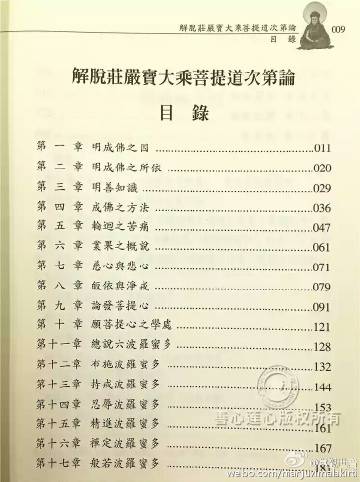 解脫莊嚴寶大乘菩提道次第論
目錄 009
解脫莊嚴寶大乘菩提道次第論
目 錄
第一章 明成佛之因 011
第二章 明成佛之所依 020
第三章 明善知識 029
第四章 成佛之方法 036
第五章 輪迴之苦痛 047
第六章 業果之概說 061
第七章 慈心與悲心 071
第八章 皈依與淨戒 079
第九章 論發菩提心 091
第十章 願菩提心之學處 121
第十一章 總說六波羅蜜多 128
第十二章 布施波羅蜜多 132
第十三章 持戒波羅蜜多 144
第十四章 忍辱波羅蜜多 153
第十五章 精進波羅蜜多 161
第十六章 禪定波羅蜜多 167
第十七章 般若波羅蜜多 181
善心蓮心版权所有
weibo.com/manjuvimalakirti